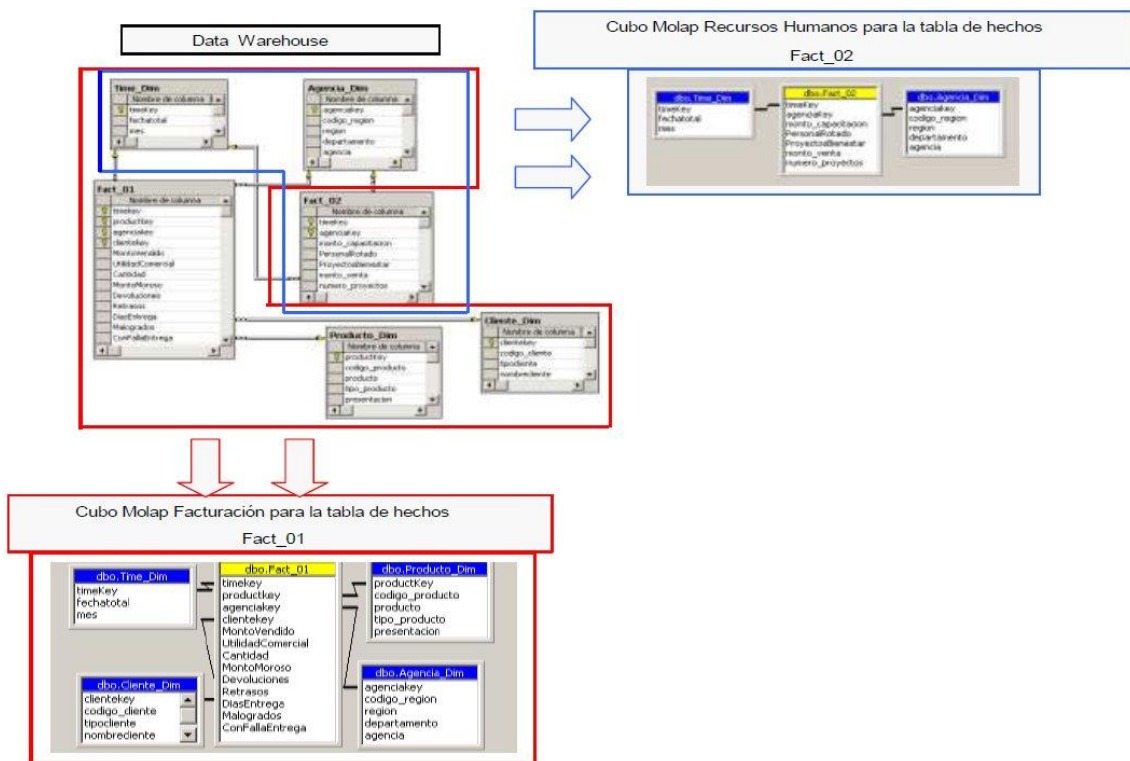 Data Warehouse
Time_Dim
Nombre de columna
timeKey
fechatotal
mes
Agencia_Dim
Nombre de columna
agenciakey
codigo_region
region
departamento
agencia
Fact_01
Nombre de columna
timekey
productkey
agenciakey
clientekey
MontoVendido
UtilidadComercial
Cantidad
MontoMoroso
Devoluciones
Retrasos
DiasEntrega
Malogrados
ConFallaEntrega
Fact_02
Nombre de columna
timeKey
agenciaKey
monto_capacitacion
PersonalRotado
ProyectosBienestar
monto_venta
numero_proyectos
Producto_Dim
Nombre de columna
productKey
codigo_producto
producto
tipo_producto
presentacion
Cliente_Dim
Nombre de columna
clientekey
codigo_cliente
tipocliente
nombrecliente
Cubo Molap Recursos Humanos para la tabla de hechos
Fact_02
dbo.Time_Dim
timeKey
fechatotal
mes
dbo.Fact_02
timeKey
agenciaKey
monto_capacitacion
PersonalRotado
ProyectosBienestar
monto_venta
numero_proyectos
dbo.Agencia_Dim
agenciakey
codigo_region
region
departamento
agencia
Cubo Molap Facturación para la tabla de hechos
Fact_01
dbo.Time_Dim
timeKey
fechatotal
mes
dbo.Cliente_Dim
clientekey
codigo_cliente
tipocliente
nombrecliente
dbo.Fact_01
timekey
productkey
agenciakey
clientekey
MontoVendido
UtilidadComercial
Cantidad
MontoMoroso
Devoluciones
Retrasos
DiasEntrega
Malogrados
ConFallaEntrega
dbo.Producto_Dim
productKey
codigo_producto
producto
tipo_producto
presentacion
dbo.Agencia_Dim
agenciakey
codigo_region
region
departamento
agencia